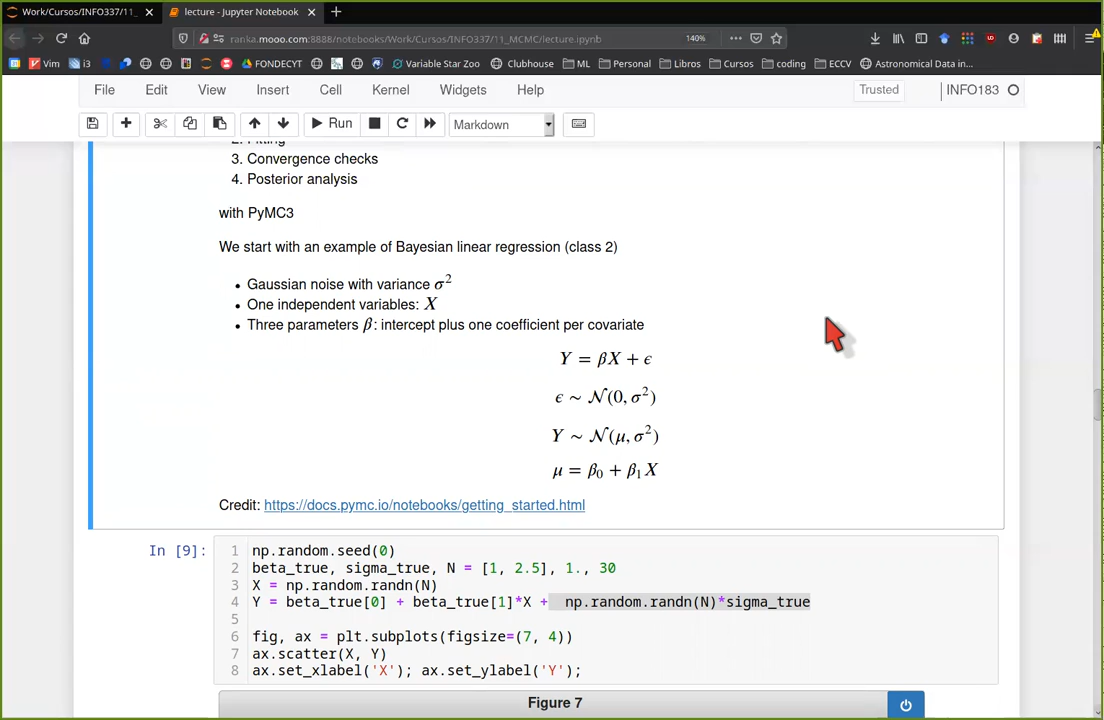 Work/Cursos/INFO337/11_
lecture - Jupyter Notebook
ranka.mooo.com:8888/notebooks/Work/Cursos/INFO337/11_MCMC/lecture.ipynb
140%
Vim
i3
FONDECYT
Variable Star Zoo
Clubhouse
ML
Personal
Libros
Cursos
coding
ECCV
Astronomical Data in...
File Edit View Insert Cell Kernel Widgets Help
Trusted
INFO183
Run
Markdown
2. Fitting
3. Convergence checks
4. Posterior analysis
with PyMC3
We start with an example of Bayesian linear regression (class 2)
• Gaussian noise with variance σ²
• One independent variables: X
• Three parameters β: intercept plus one coefficient per covariate
Y = βX + ϵ
ϵ ∼ 𝒩(0, σ²)
Y ∼ 𝒩(μ, σ²)
μ = β₀ + β₁X
Credit: https://docs.pymc.io/notebooks/getting_started.html
In [9]:
1 np.random.seed(0)
2 beta_true, sigma_true, N = [1, 2.5], 1., 30
3 X = np.random.randn(N)
4 Y = beta_true[0] + beta_true[1]*X +  np.random.randn(N)*sigma_true
5
6 fig, ax = plt.subplots(figsize=(7, 4))
7 ax.scatter(X, Y)
8 ax.set_xlabel('X'); ax.set_ylabel('Y');
Figure 7